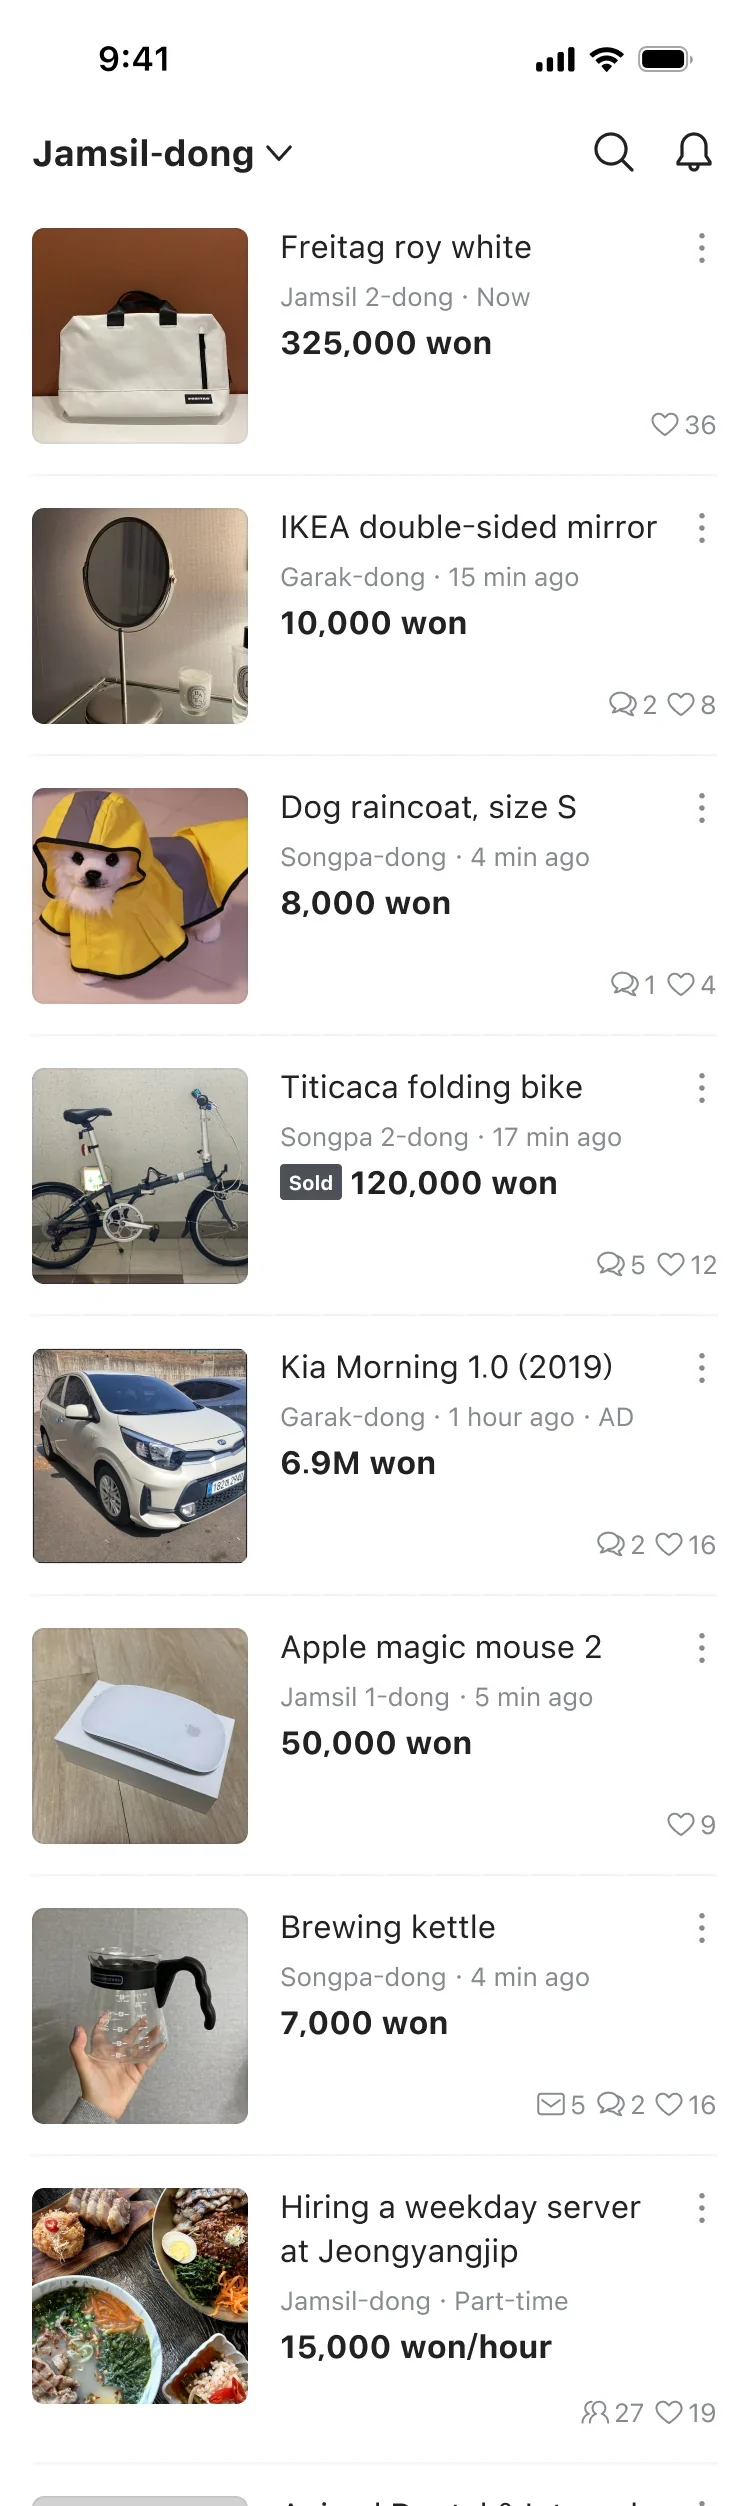 9:41
Jamsil-dong
Freitag roy white
Jamsil 2-dong · Now
325,000 won
36
IKEA double-sided mirror
Garak-dong · 15 min ago
10,000 won
2 8
Dog raincoat, size S
Songpa-dong · 4 min ago
8,000 won
1 4
Titicaca folding bike
Songpa 2-dong · 17 min ago
Sold 120,000 won
5 12
Kia Morning 1.0 (2019)
Garak-dong · 1 hour ago · AD
6.9M won
2 16
Apple magic mouse 2
Jamsil 1-dong · 5 min ago
50,000 won
9
Brewing kettle
Songpa-dong · 4 min ago
7,000 won
5 2 16
Hiring a weekday server
at Jeongyangjip
Jamsil-dong · Part-time
15,000 won/hour
27 19